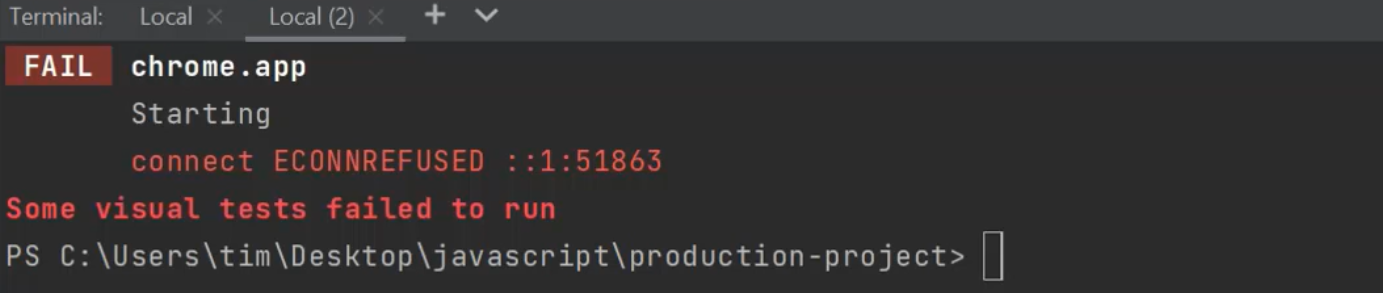 Terminal: Local × Local (2) × +
FAIL chrome.app
Starting
connect ECONNREFUSED ::1:51863
Some visual tests failed to run
PS C:\Users\tim\Desktop\javascript\production-project>